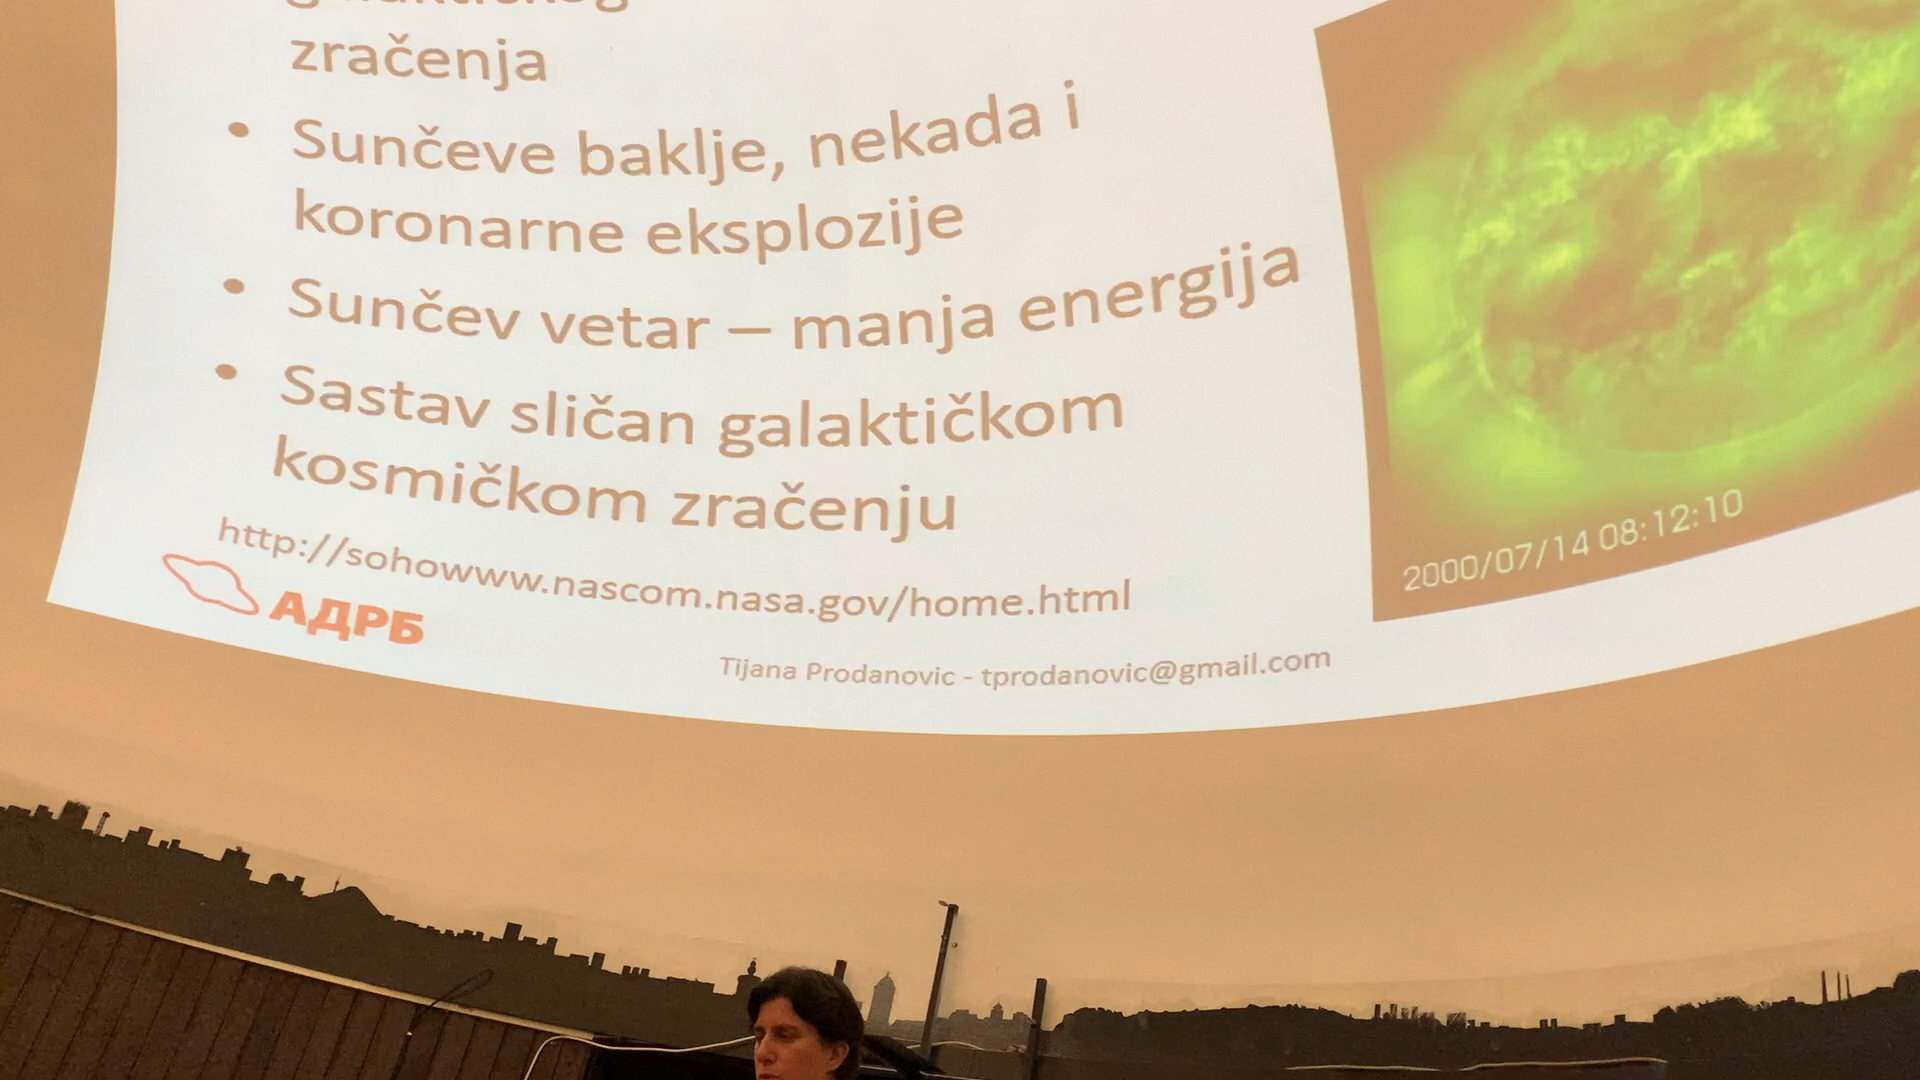 zračenja
• Sunčeve baklje, nekada i
koronarne eksplozije
• Sunčev vetar – manja energija
• Sastav sličan galaktičkom
kosmičkom zračenju
http://sohowww.nascom.nasa.gov/home.html
АДРБ
Tijana Prodanovic - tprodanovic@gmail.com
2000/07/14 08:12:10